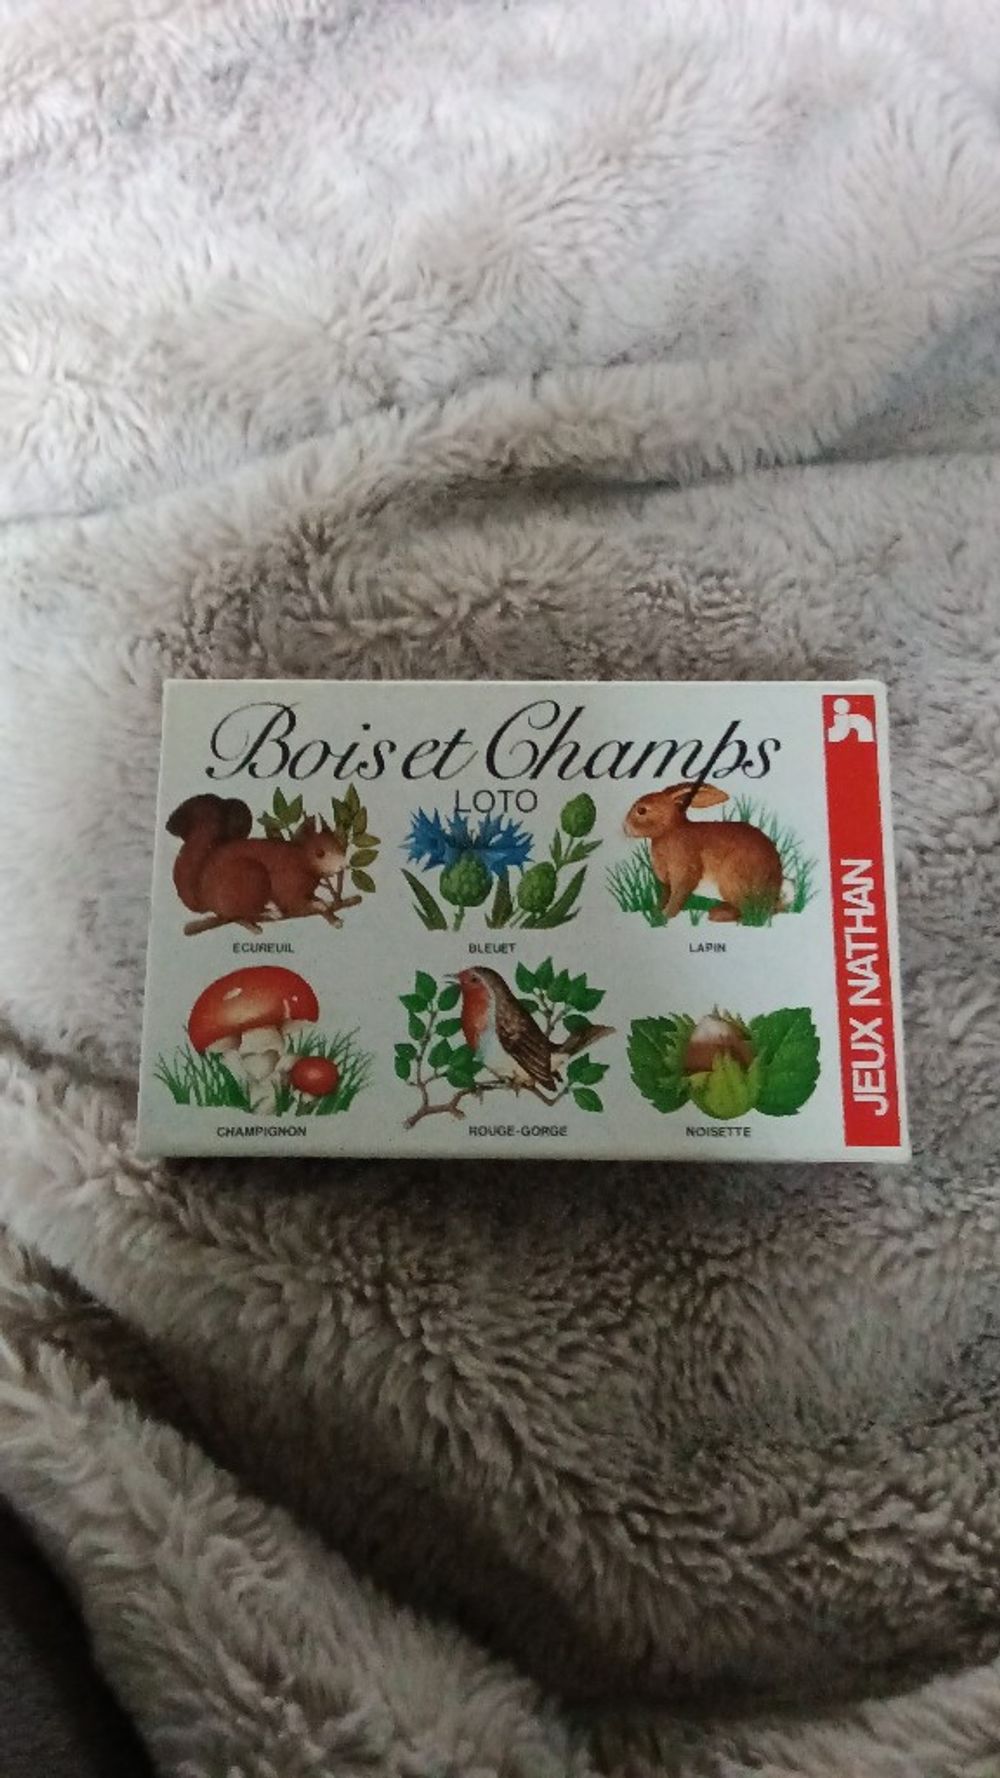 Bois et Champs
LOTO
ECUREUIL
BLEUET
LAPIN
CHAMPIGNON
ROUGE-GORGE
NOISETTE
JEUX NATHAN